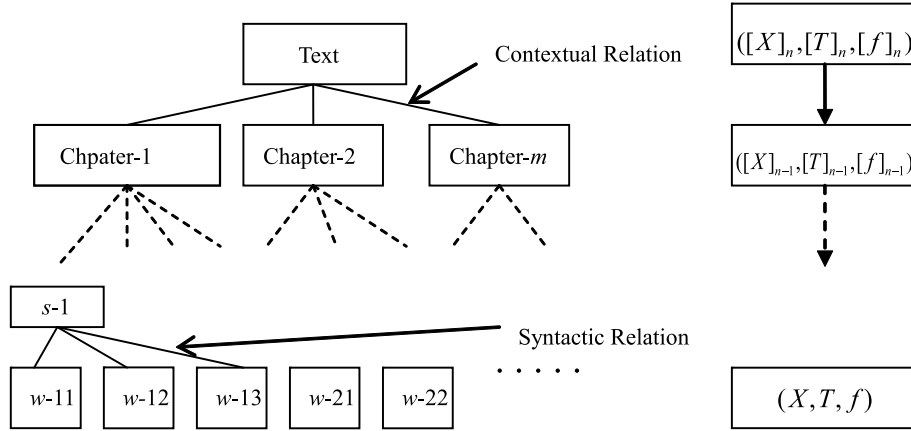 Text
Contextual Relation
([X]ₙ,[T]ₙ,[f]ₙ)
Chpater-1
Chapter-2
Chapter-m
([X]ₙ₋₁,[T]ₙ₋₁,[f]ₙ₋₁)
s-1
Syntactic Relation
. . . . .
w-11
w-12
w-13
w-21
w-22
(X,T,f)